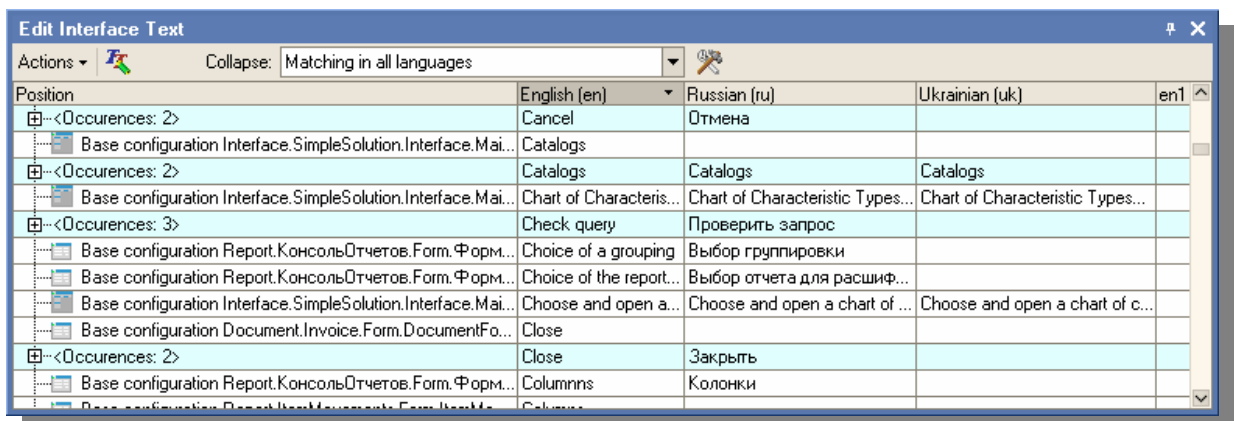 Edit Interface Text
Actions Collapse: Matching in all languages
Position English (en) Russian (ru) Ukrainian (uk) en1
<Occurences: 2> Cancel Отмена
Base configuration Interface.SimpleSolution.Interface.Mai... Catalogs
<Occurences: 2> Catalogs Catalogs Catalogs
Base configuration Interface.SimpleSolution.Interface.Mai... Chart of Characteris... Chart of Characteristic Types... Chart of Characteristic Types...
<Occurences: 3> Check query Проверить запрос
Base configuration Report.КонсольОтчетов.Form.Форм... Choice of a grouping Выбор группировки
Base configuration Report.КонсольОтчетов.Form.Форм... Choice of the report... Выбор отчета для расшиф...
Base configuration Interface.SimpleSolution.Interface.Mai... Choose and open a... Choose and open a chart of ... Choose and open a chart of c...
Base configuration Document.Invoice.Form.DocumentFo... Close
<Occurences: 2> Close Закрыть
Base configuration Report.КонсольОтчетов.Form.Форм... Columnns Колонки